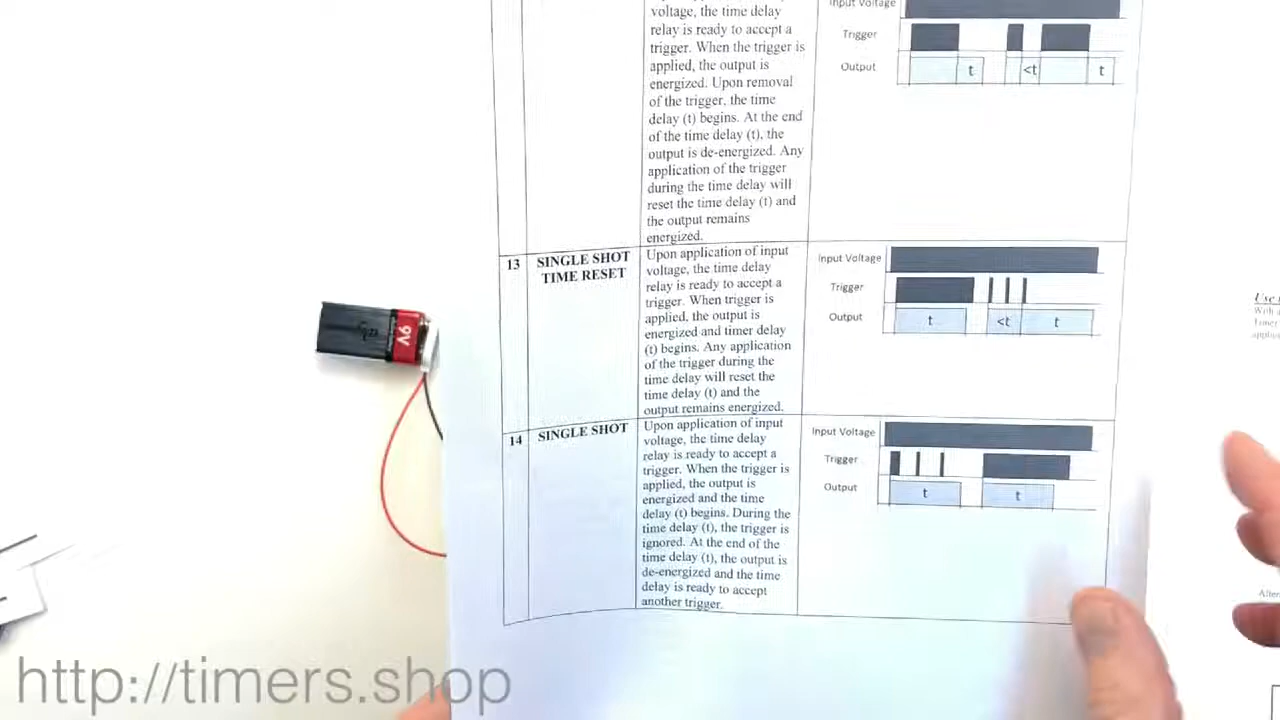 voltage, the time delay
relay is ready to accept a
trigger. When the trigger is
applied, the output is
energized. Upon removal
of the trigger, the time
delay (t) begins. At the end
of the time delay (t), the
output is de-energized. Any
application of the trigger
during the time delay will
reset the time delay (t) and
the output remains
energized.
Input Voltage
Trigger
Output
t
<t
t
13
SINGLE SHOT
TIME RESET
Upon application of input
voltage, the time delay
relay is ready to accept a
trigger. When trigger is
applied, the output is
energized and timer delay
(t) begins. Any application
of the trigger during the
time delay will reset the
time delay (t) and the
output remains energized.
Input Voltage
Trigger
Output
t
<t
t
14
SINGLE SHOT
Upon application of input
voltage, the time delay
relay is ready to accept a
trigger. When the trigger is
applied, the output is
energized and the time
delay (t) begins. During the
time delay (t), the trigger is
ignored. At the end of the
time delay (t), the output is
de-energized and the time
delay is ready to accept
another trigger.
Input Voltage
Trigger
Output
t
t
9V
Use
With
Timer
http://timers.shop